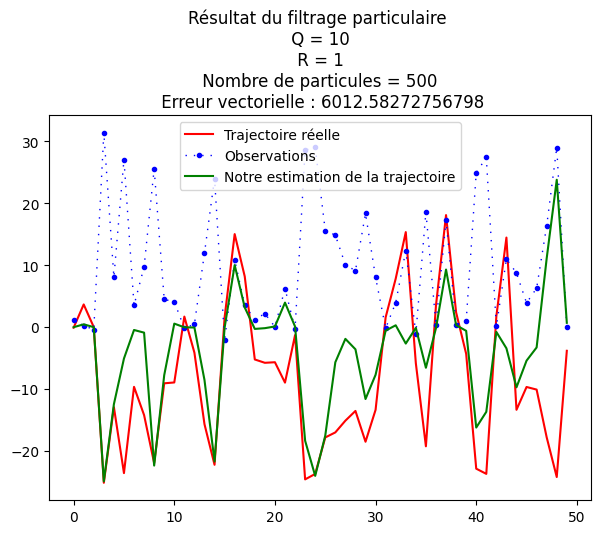 Résultat du filtrage particulaire
Q = 10
R = 1
Nombre de particules = 500
Erreur vectorielle : 6012.58272756798
Trajectoire réelle
Observations
Notre estimation de la trajectoire
30
20
10
0
−10
−20
0 10 20 30 40 50